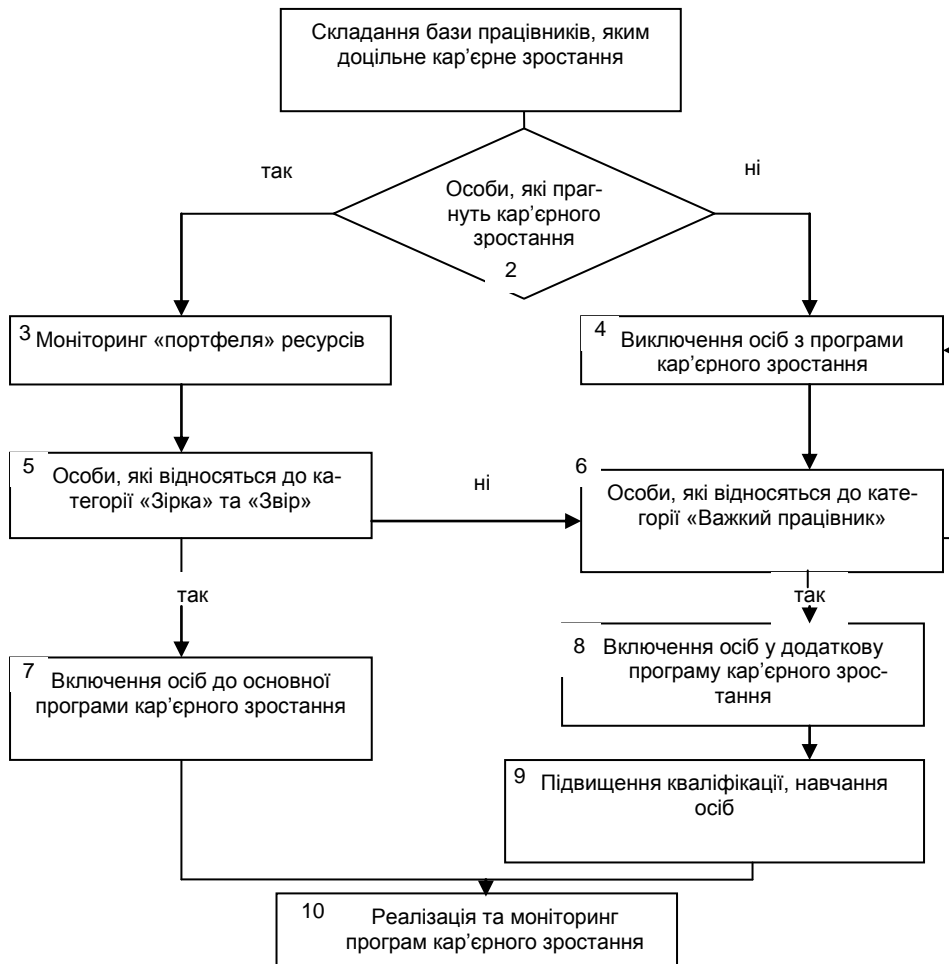 Складання бази працівників, яким
доцільне кар’єрне зростання
так
ні
Особи, які праг-
нуть кар’єрного
зростання
2
3 Моніторинг «портфеля» ресурсів
4 Виключення осіб з програми
кар’єрного зростання
5 Особи, які відносяться до ка-
тегорії «Зірка» та «Звір»
ні
6
Особи, які відносяться до кате-
горії «Важкий працівник»
так
так
7 Включення осіб до основної
програми кар’єрного зростання
8 Включення осіб у додаткову
програму кар’єрного зрос-
тання
9 Підвищення кваліфікації, навчання
осіб
10 Реалізація та моніторинг
програм кар’єрного зростання